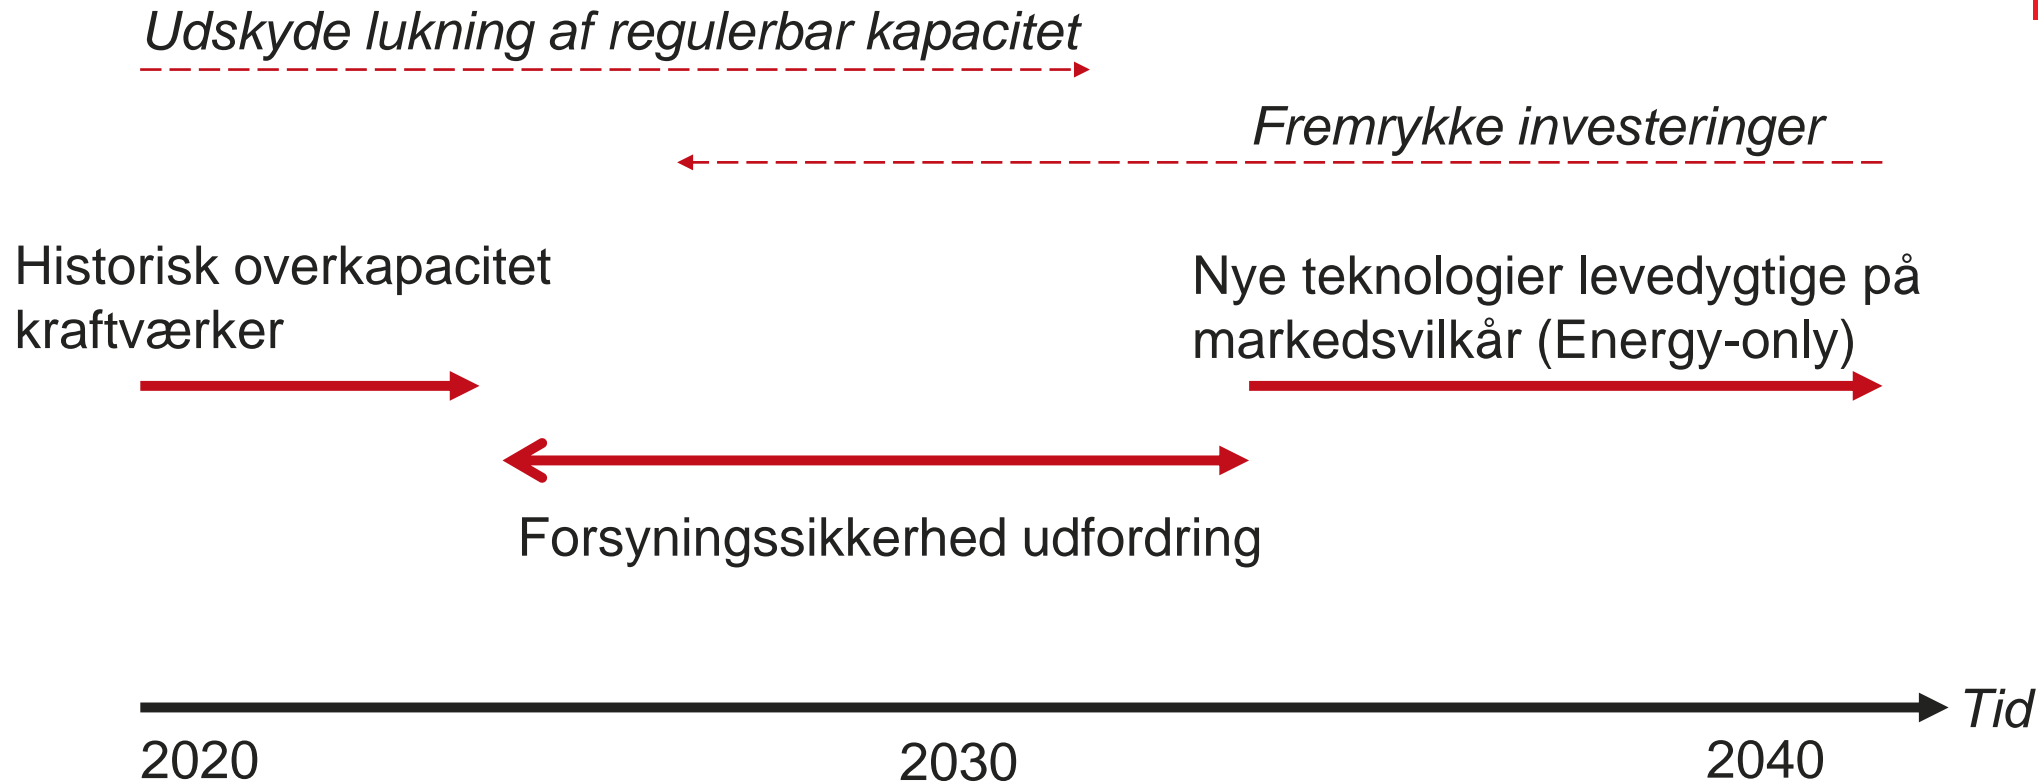 Udskyde lukning af regulerbar kapacitet
Fremrykke investeringer
Historisk overkapacitet
kraftværker
Nye teknologier levedygtige på
markedsvilkår (Energy-only)
Forsyningssikkerhed udfordring
Tid
2020
2030
2040